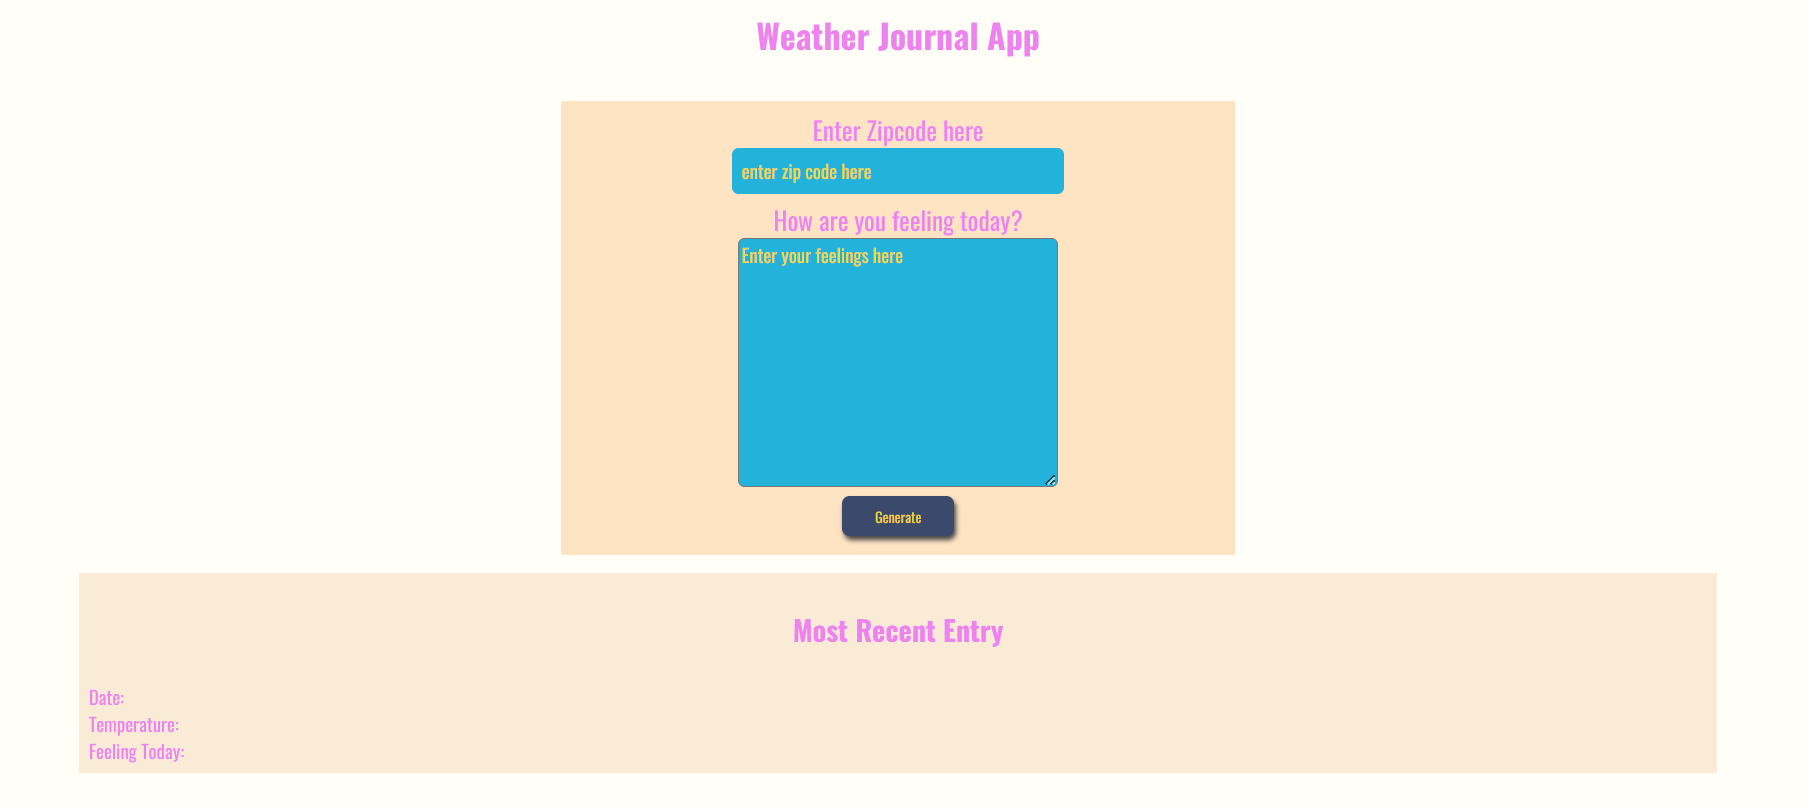 Weather Journal App
Enter Zipcode here
enter zip code here
How are you feeling today?
Enter your feelings here
Generate
Most Recent Entry
Date:
Temperature:
Feeling Today: